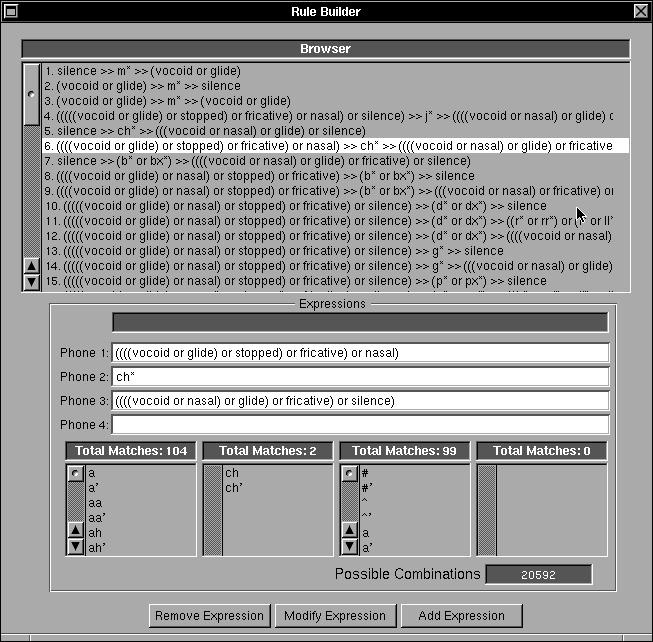 Rule Builder
Browser
1. silence >> m* >> (vocoid or glide)
2. (vocoid or glide) >> m* >> silence
3. (vocoid or glide) >> m* >> (vocoid or glide)
4. (((((vocoid or glide) or stopped) or fricative) or nasal) or silence) >> j* >> ((((vocoid or nasal) or glide)
5. silence >> ch* >> (((vocoid or nasal) or glide) or silence)
6. ((((vocoid or glide) or stopped) or fricative) or nasal) >> ch* >> ((((vocoid or nasal) or glide) or fricative
7. silence >> (b* or bx*) >> ((((vocoid or nasal) or glide) or fricative) or silence)
8. (((((vocoid or glide) or nasal) or stopped) or fricative) or silence) >> (b* or bx*) >> silence
9. (((((vocoid or glide) or nasal) or stopped) or fricative) or silence) >> (b* or bx*) >> (((vocoid or nasal) or fricative)
10. (((((vocoid or glide) or nasal) or stopped) or fricative) or silence) >> (d* or dx*) >> silence
11. (((((vocoid or glide) or nasal) or stopped) or fricative) or silence) >> (d* or dx*) >> ((r* or rr*) or or ll'
12. (((((vocoid or glide) or nasal) or stopped) or fricative) or silence) >> (d* or dx*) >> ((((vocoid or nasal)
13. (((((vocoid or glide) or nasal) or stopped) or fricative) or silence) >> g* >> silence
14. (((((vocoid or glide) or nasal) or stopped) or fricative) or silence) >> g* >> (((vocoid or nasal) or glide)
15. (((((vocoid or glide) or nasal) or stopped) or fricative) or silence) >> (p* or px*) >> silence
Expressions
Phone 1: ((((vocoid or glide) or stopped) or fricative) or nasal)
Phone 2: ch*
Phone 3: ((((vocoid or nasal) or glide) or fricative) or silence)
Phone 4:
Total Matches: 104 Total Matches: 2 Total Matches: 99 Total Matches: 0
a ch #
a' ch' #'
aa ^
aa' ^'
ah a
ah' a'
Possible Combinations 20592
Remove Expression Modify Expression Add Expression